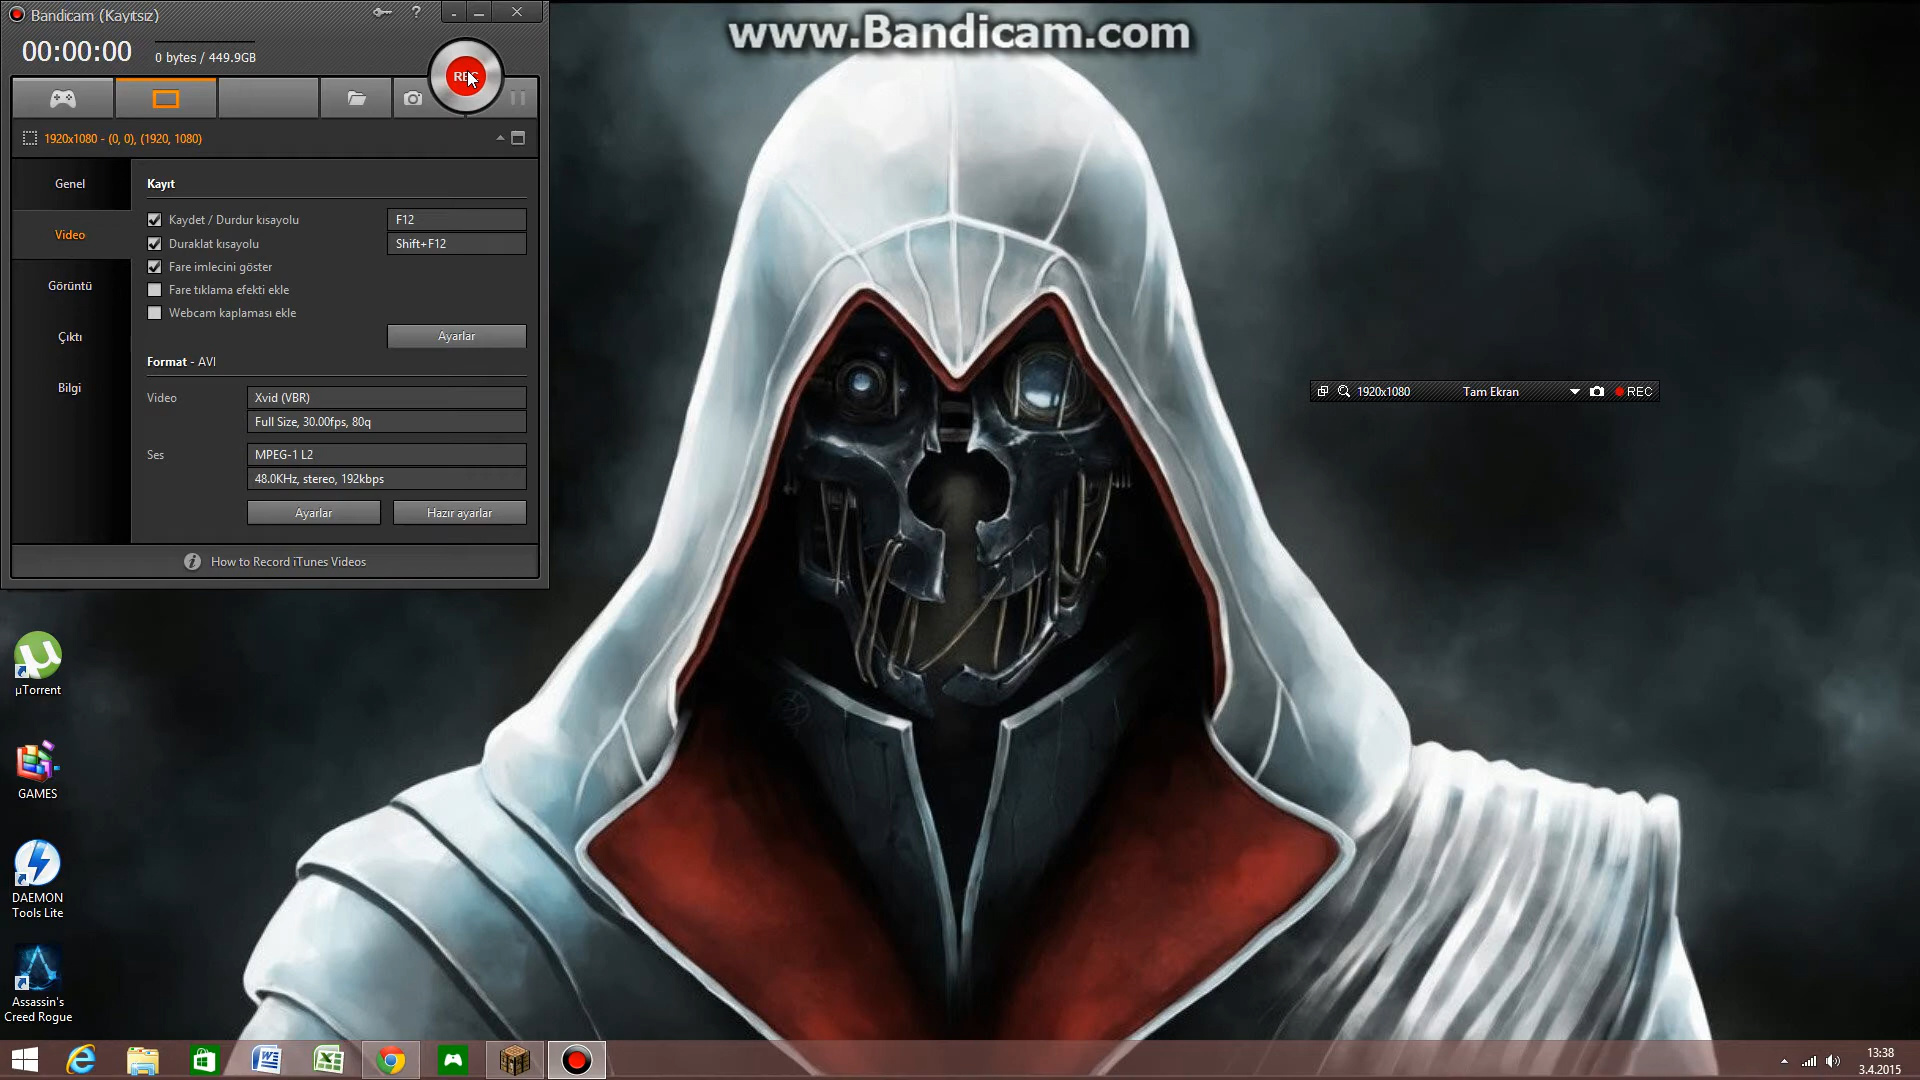 Bandicam (Kayıtsız)
www.Bandicam.com
00:00:00
0 bytes / 449.9GB
REC
1920x1080 - (0, 0), (1920, 1080)
Genel
Video
Görüntü
Çıktı
Bilgi
Kayıt
Kaydet / Durdur kısayolu
F12
Duraklat kısayolu
Shift+F12
Fare imlecini göster
Fare tıklama efekti ekle
Webcam kaplaması ekle
Ayarlar
Format - AVI
Video
Xvid (VBR)
Full Size, 30.00fps, 80q
Ses
MPEG-1 L2
48.0KHz, stereo, 192kbps
Ayarlar
Hazır ayarlar
How to Record iTunes Videos
1920x1080
Tam Ekran
REC
µTorrent
GAMES
DAEMON
Tools Lite
Assassin's
Creed Rogue
13:38
3.4.2015